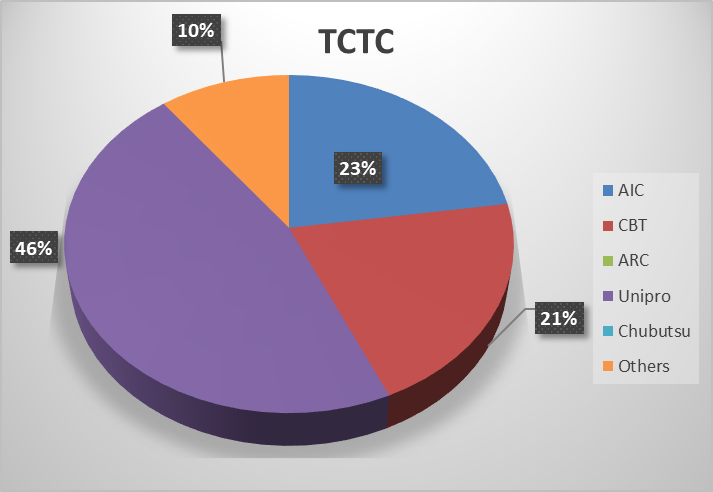 TCTC
10%
23%
46%
21%
AIC
CBT
ARC
Unipro
Chubutsu
Others